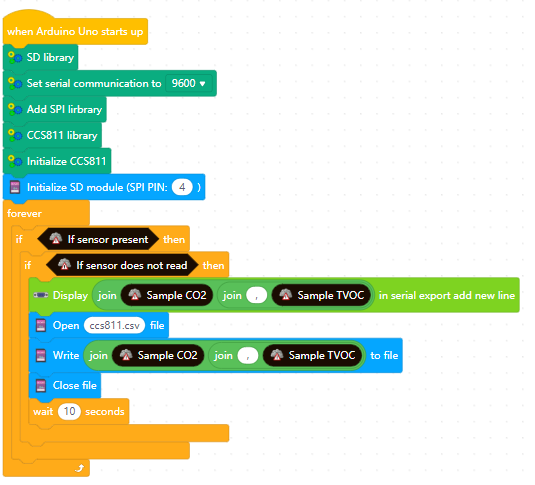 when Arduino Uno starts up
SD library
Set serial communication to 9600
Add SPI lirbrary
CCS811 library
Initialize CCS811
Initialize SD module (SPI PIN: 4 )
forever
if If sensor present then
if If sensor does not read then
Display join Sample CO2 join , Sample TVOC in serial export add new line
Open ccs811.csv file
Write join Sample CO2 join , Sample TVOC to file
Close file
wait 10 seconds